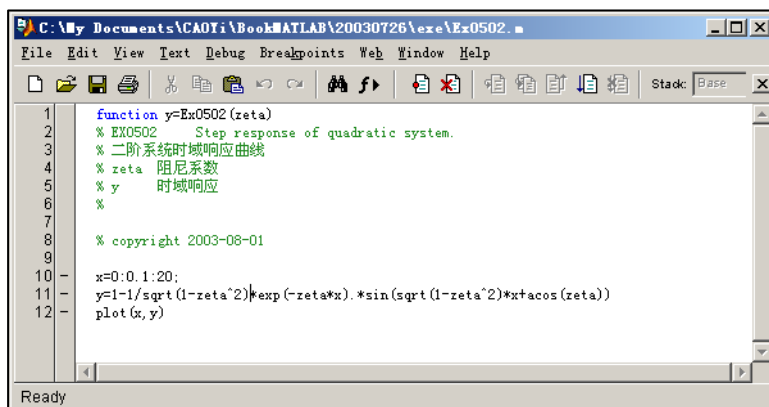 C:\My Documents\CAOYi\BookMATLAB\20030726\exe\Ex0502.m
File Edit View Text Debug Breakpoints Web Window Help
Stack: Base
1 function y=Ex0502(zeta)
2 % EX0502 Step response of quadratic system.
3 % 二阶系统时域响应曲线
4 % zeta 阻尼系数
5 % y 时域响应
6 %
7
8 % copyright 2003-08-01
9
10 - x=0:0.1:20;
11 - y=1-1/sqrt(1-zeta^2)*exp(-zeta*x).*sin(sqrt(1-zeta^2)*x+acos(zeta))
12 - plot(x,y)
Ready